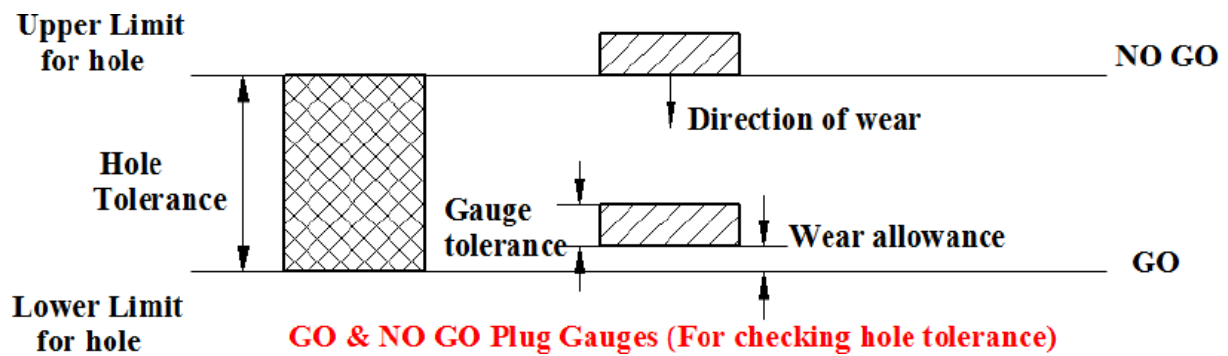 Upper Limit
for hole
NO GO
Direction of wear
Hole
Tolerance
Gauge
tolerance
Wear allowance
GO
Lower Limit
for hole
GO & NO GO Plug Gauges (For checking hole tolerance)